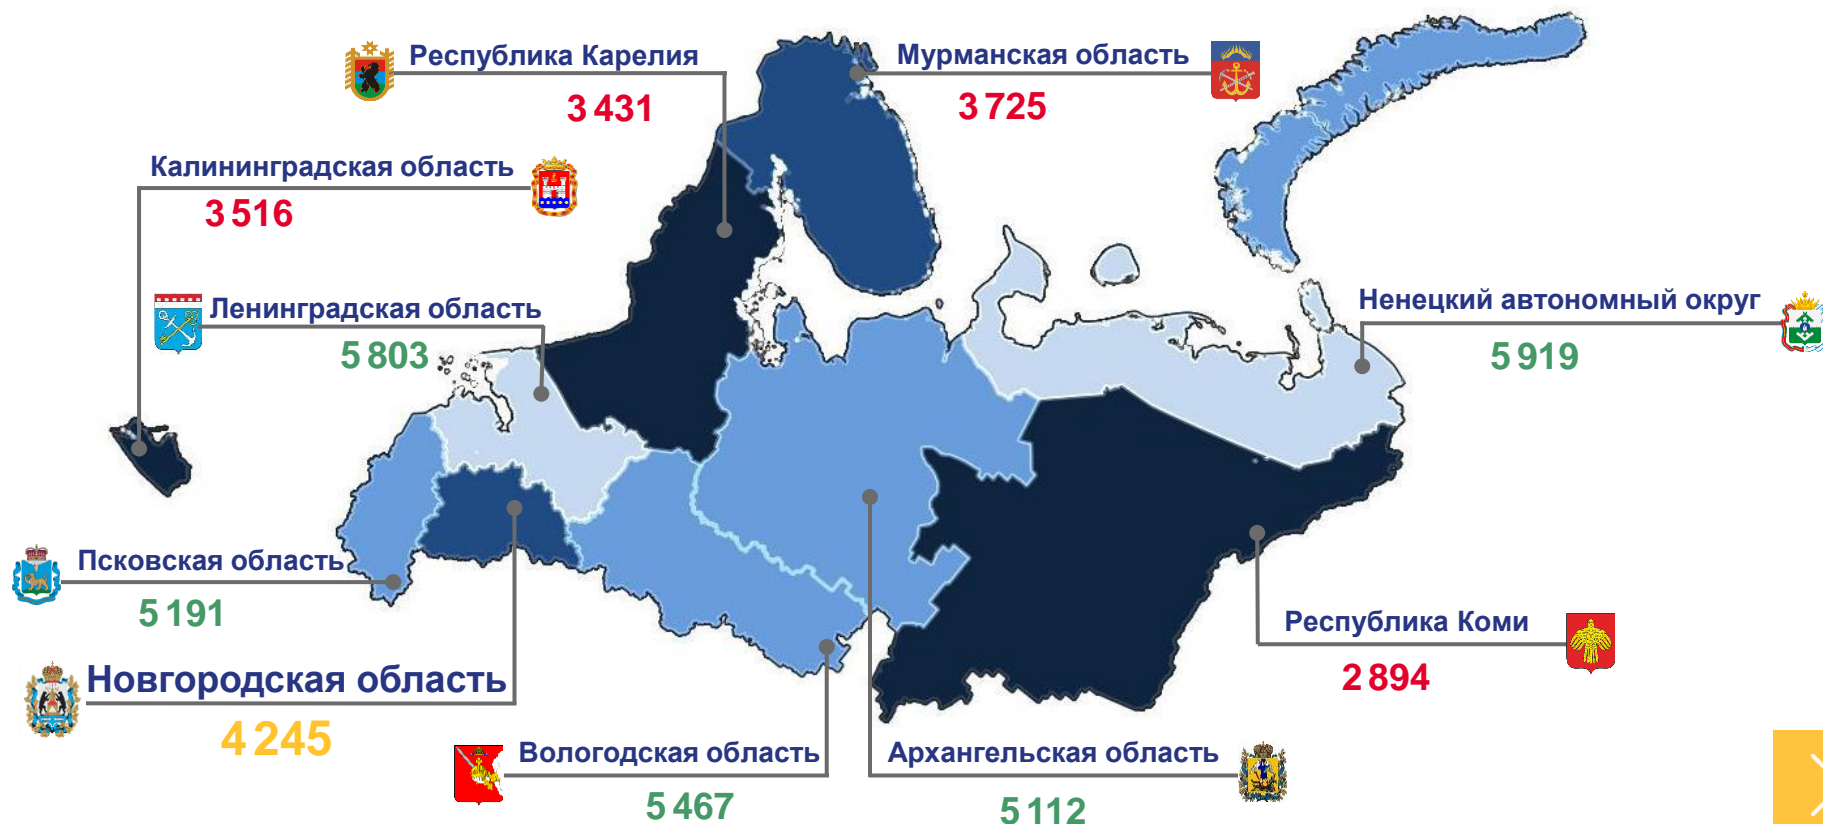 Республика Карелия
3 431
Мурманская область
3 725
Калининградская область
3 516
Ленинградская область
5 803
Ненецкий автономный округ
5 919
Псковская область
5 191
Республика Коми
2 894
Новгородская область
4 245
Вологодская область
5 467
Архангельская область
5 112